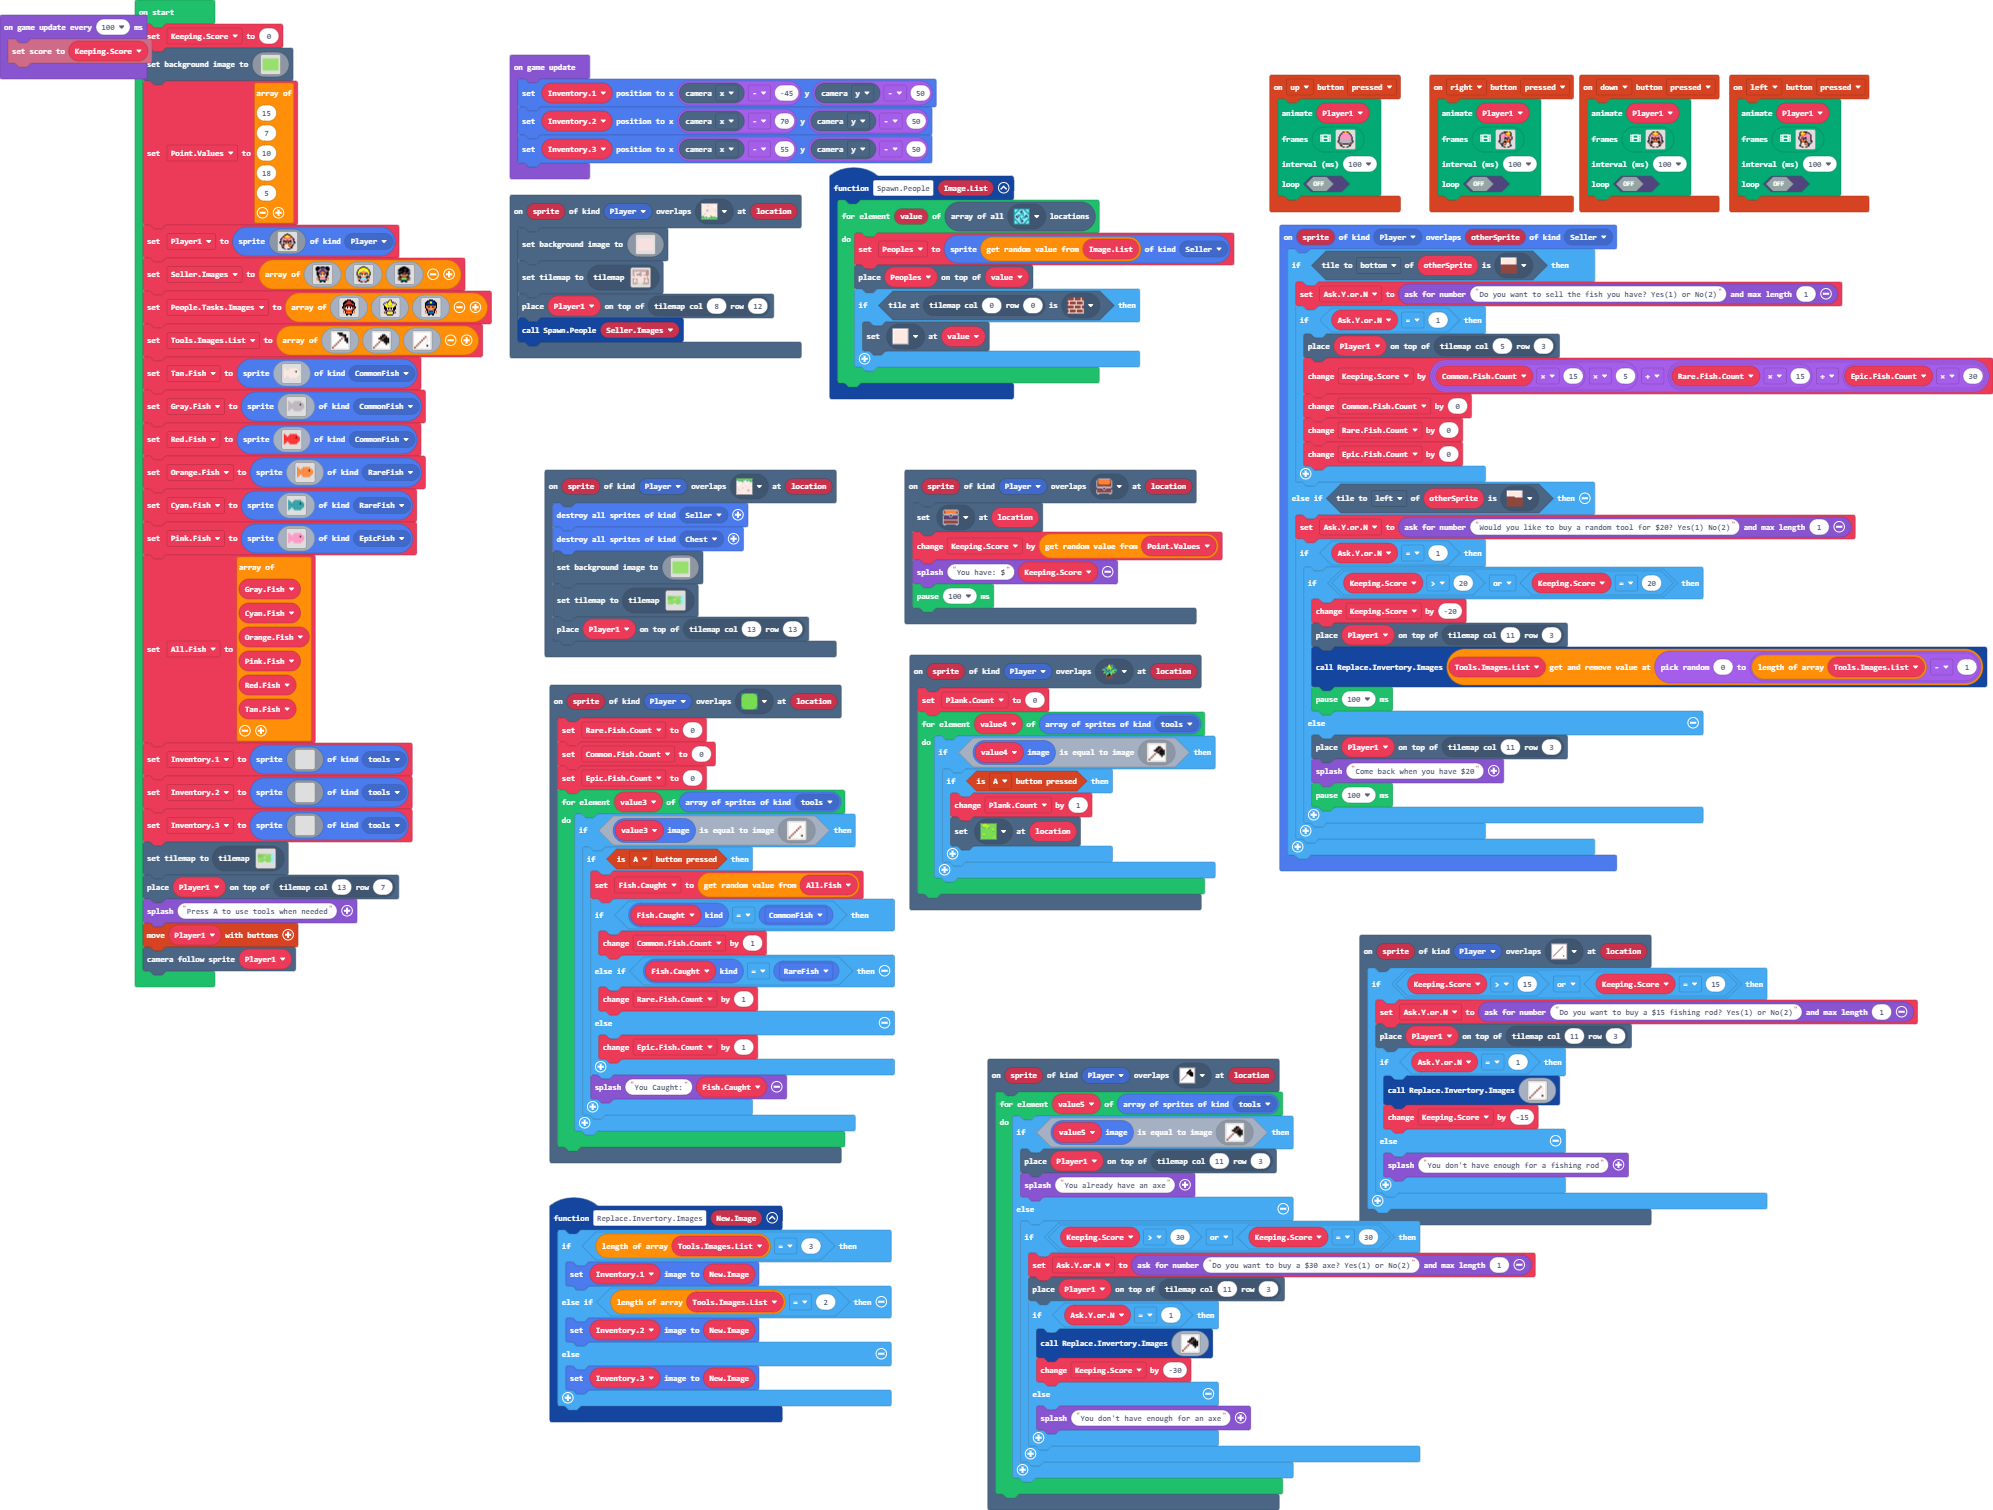 on start
set Keeping.Score to 0
set background image to
set Point.Values to array of 15 7 10 18 5
set Player1 to sprite of kind Player
set Seller.Images to array of
set People.Tasks.Images to array of
set Tools.Images.List to array of
set Tan.Fish to sprite of kind CommonFish
set Gray.Fish to sprite of kind CommonFish
set Red.Fish to sprite of kind CommonFish
set Orange.Fish to sprite of kind RareFish
set Cyan.Fish to sprite of kind RareFish
set Pink.Fish to sprite of kind EpicFish
set All.Fish to array of Gray.Fish Cyan.Fish Orange.Fish Pink.Fish Red.Fish Tan.Fish
set Inventory.1 to sprite of kind tools
set Inventory.2 to sprite of kind tools
set Inventory.3 to sprite of kind tools
set tilemap to tilemap
place Player1 on top of tilemap col 13 row 7
splash "Press A to use tools when needed"
move Player1 with buttons
camera follow sprite Player1
on game update every 100 ms
set score to Keeping.Score
on game update
set Inventory.1 position to x camera x - -45 y camera y - 50
set Inventory.2 position to x camera x - 70 y camera y - 50
set Inventory.3 position to x camera x - 55 y camera y - 50
on sprite of kind Player overlaps at location
set background image to
set tilemap to tilemap
place Player1 on top of tilemap col 8 row 12
call Spawn.People Seller.Images
function Spawn.People Image.List
for element value of array of all locations
do
set Peoples to sprite get random value from Image.List of kind Seller
place Peoples on top of value
if tile at tilemap col 0 row 0 is then
set at value
on sprite of kind Player overlaps at location
destroy all sprites of kind Seller
destroy all sprites of kind Chest
set background image to
set tilemap to tilemap
place Player1 on top of tilemap col 13 row 13
on sprite of kind Player overlaps at location
set at location
change Keeping.Score by get random value from Point.Values
splash "You have: $" Keeping.Score
pause 100 ms
on sprite of kind Player overlaps at location
set Plank.Count to 0
for element value4 of array of sprites of kind tools
do
if value4 image is equal to image then
if is A button pressed then
change Plank.Count by 1
set at location
on sprite of kind Player overlaps at location
set Rare.Fish.Count to 0
set Common.Fish.Count to 0
set Epic.Fish.Count to 0
for element value3 of array of sprites of kind tools
do
if value3 image is equal to image then
if is A button pressed then
set Fish.Caught to get random value from All.Fish
if Fish.Caught kind = CommonFish then
change Common.Fish.Count by 1
else if Fish.Caught kind = RareFish then
change Rare.Fish.Count by 1
else
change Epic.Fish.Count by 1
splash "You Caught:" Fish.Caught
function Replace.Invertory.Images New.Image
if length of array Tools.Images.List = 3 then
set Inventory.1 image to New.Image
else if length of array Tools.Images.List = 2 then
set Inventory.2 image to New.Image
else
set Inventory.3 image to New.Image
on up button pressed
animate Player1
frames
interval (ms) 100
loop OFF
on right button pressed
animate Player1
frames
interval (ms) 100
loop OFF
on down button pressed
animate Player1
frames
interval (ms) 100
loop OFF
on left button pressed
animate Player1
frames
interval (ms) 100
loop OFF
on sprite of kind Player overlaps otherSprite of kind Seller
if tile to bottom of otherSprite is then
set Ask.Y.or.N to ask for number "Do you want to sell the fish you have? Yes(1) or No(2)" and max length 1
if Ask.Y.or.N = 1 then
place Player1 on top of tilemap col 5 row 3
change Keeping.Score by Common.Fish.Count × 15 × 5 + Rare.Fish.Count × 15 + Epic.Fish.Count × 30
change Common.Fish.Count by 0
change Rare.Fish.Count by 0
change Epic.Fish.Count by 0
else if tile to left of otherSprite is then
set Ask.Y.or.N to ask for number "Would you like to buy a random tool for $20? Yes(1) No(2)" and max length 1
if Ask.Y.or.N = 1 then
if Keeping.Score > 20 or Keeping.Score = 20 then
change Keeping.Score by -20
place Player1 on top of tilemap col 11 row 3
call Replace.Invertory.Images Tools.Images.List get and remove value at pick random 0 to length of array Tools.Images.List - 1
pause 100 ms
else
place Player1 on top of tilemap col 11 row 3
splash "Come back when you have $20"
pause 100 ms
on sprite of kind Player overlaps at location
if Keeping.Score > 15 or Keeping.Score = 15 then
set Ask.Y.or.N to ask for number "Do you want to buy a $15 fishing rod? Yes(1) or No(2)" and max length 1
place Player1 on top of tilemap col 11 row 3
if Ask.Y.or.N = 1 then
call Replace.Invertory.Images
change Keeping.Score by -15
else
splash "You don't have enough for a fishing rod"
on sprite of kind Player overlaps at location
for element value5 of array of sprites of kind tools
do
if value5 image is equal to image then
place Player1 on top of tilemap col 11 row 3
splash "You already have an axe"
else
if Keeping.Score > 30 or Keeping.Score = 30 then
set Ask.Y.or.N to ask for number "Do you want to buy a $30 axe? Yes(1) or No(2)" and max length 1
place Player1 on top of tilemap col 11 row 3
if Ask.Y.or.N = 1 then
call Replace.Invertory.Images
change Keeping.Score by -30
else
splash "You don't have enough for an axe"